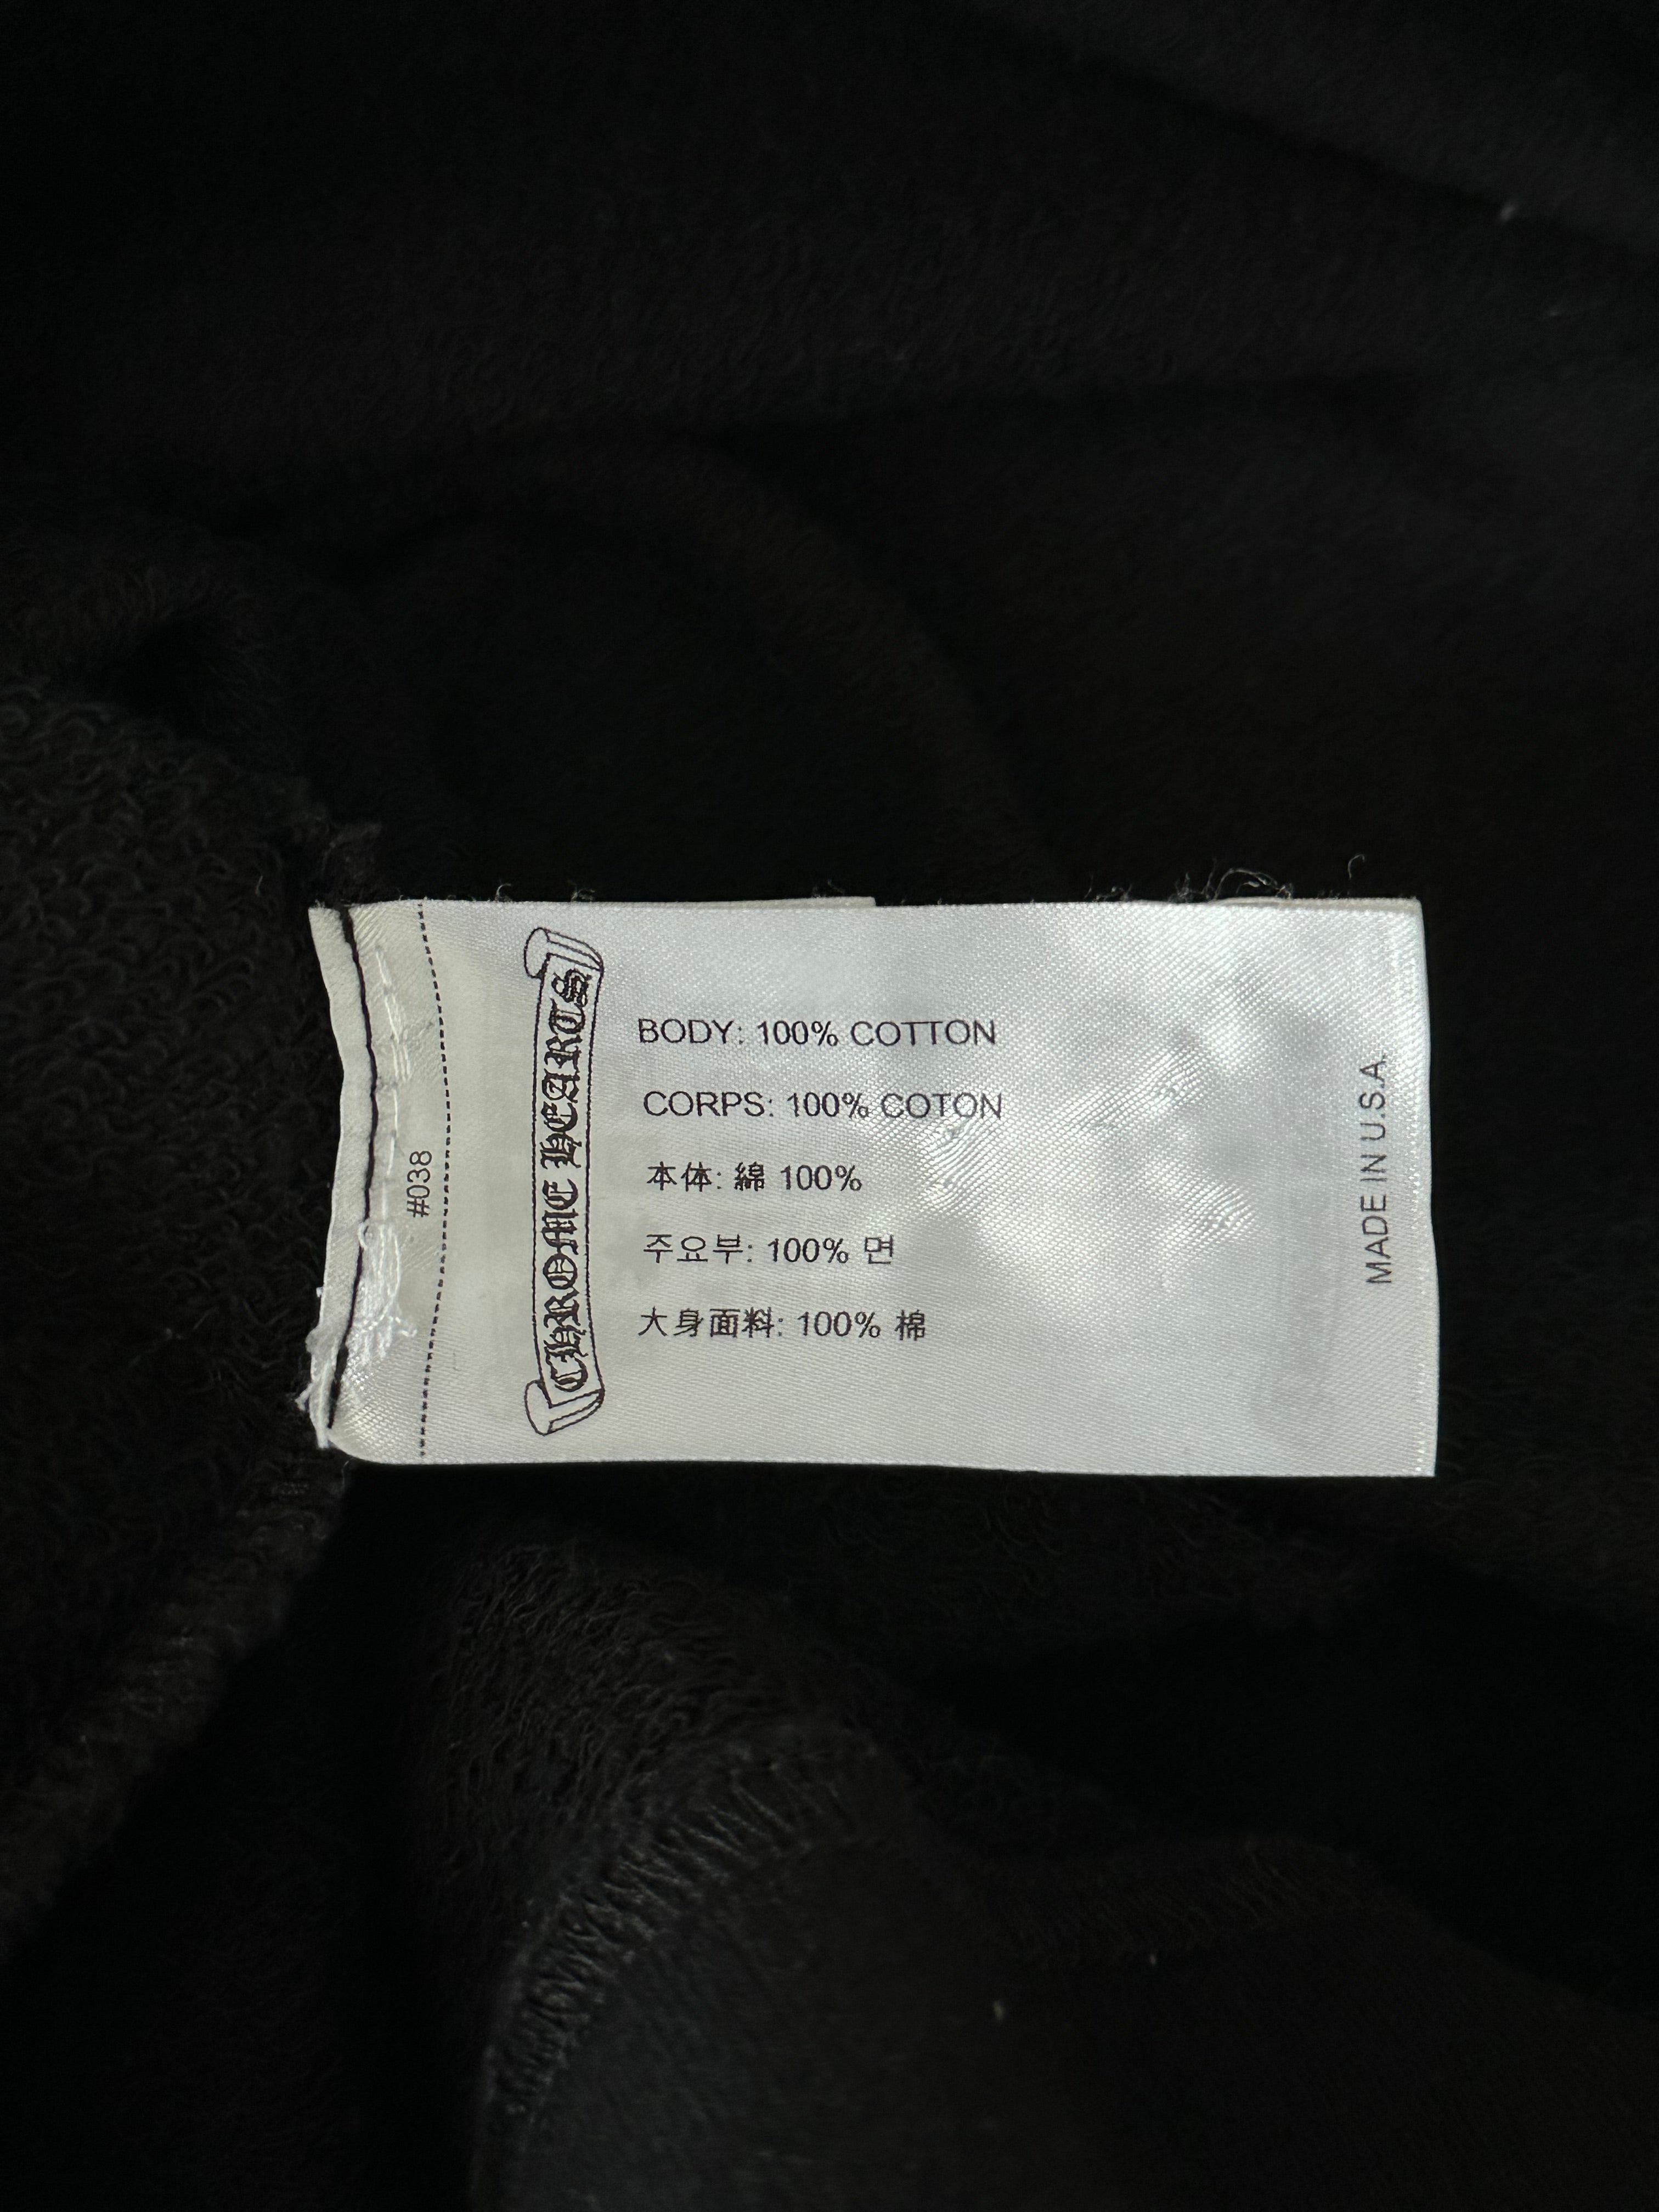 #038
CHROME HEARTS
BODY: 100% COTTON
CORPS: 100% COTON
本体: 綿 100%
주요부: 100% 면
大身面料: 100% 棉
MADE IN U.S.A.